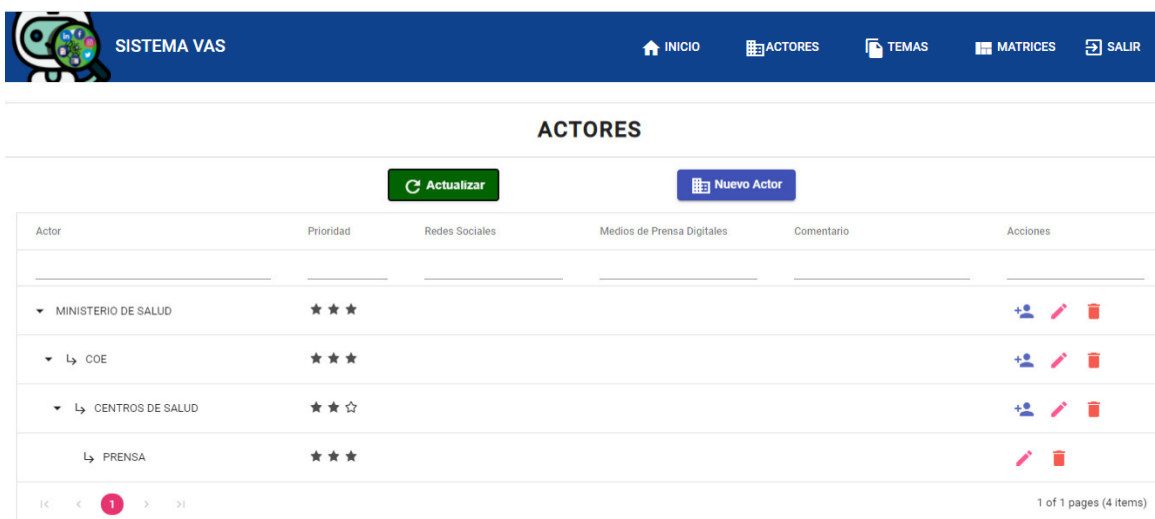 SISTEMA VAS INICIO ACTORES TEMAS MATRICES SALIR
ACTORES
Actualizar Nuevo Actor
Actor Prioridad Redes Sociales Medios de Prensa Digitales Comentario Acciones
MINISTERIO DE SALUD
COE
CENTROS DE SALUD
PRENSA
1 1 of 1 pages (4 items)